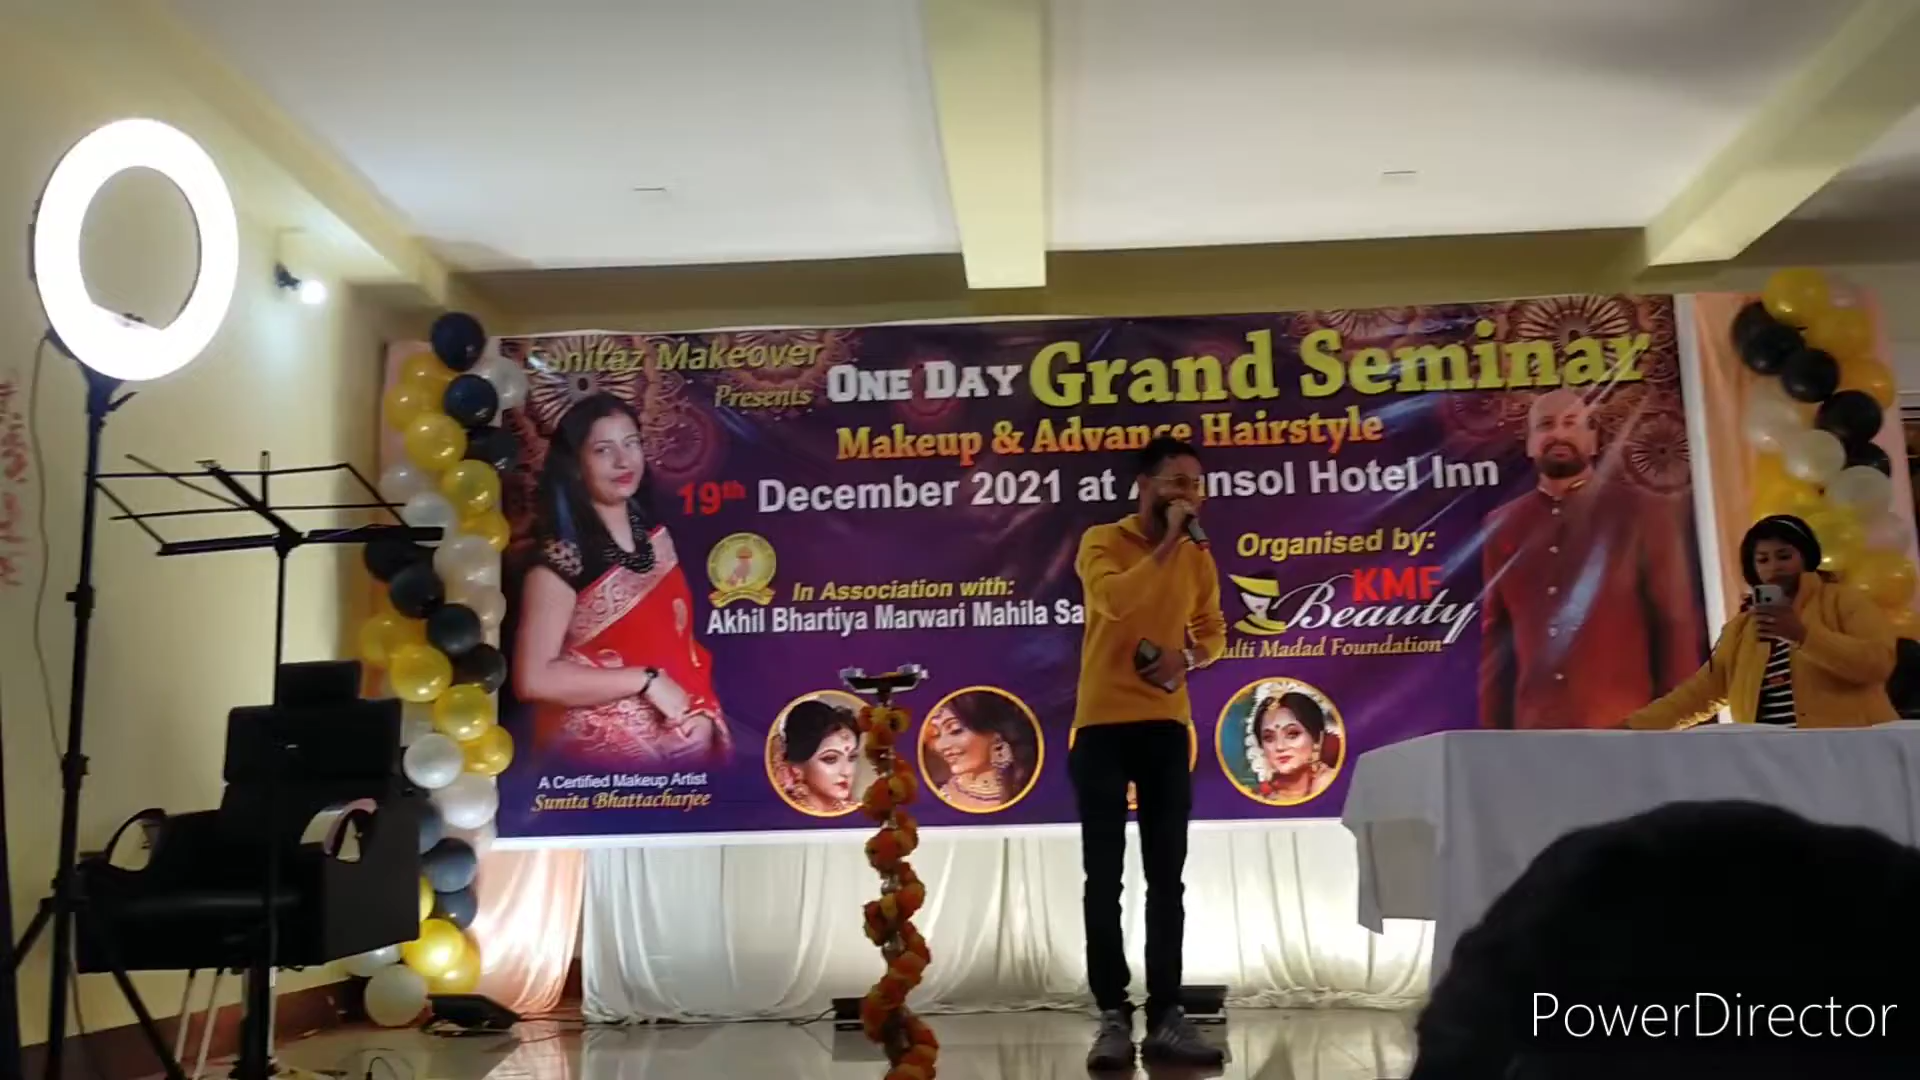 Sunitaz Makeover
Presents
ONE DAY Grand Seminar
Makeup & Advance Hairstyle
19th December 2021 at Asansol Hotel Inn
In Association with:
Akhil Bhartiya Marwari Mahila
Organised by:
KMF
Beauty
Madad Foundation
A Certified Makeup Artist
Sunita Bhattacharjee
PowerDirector